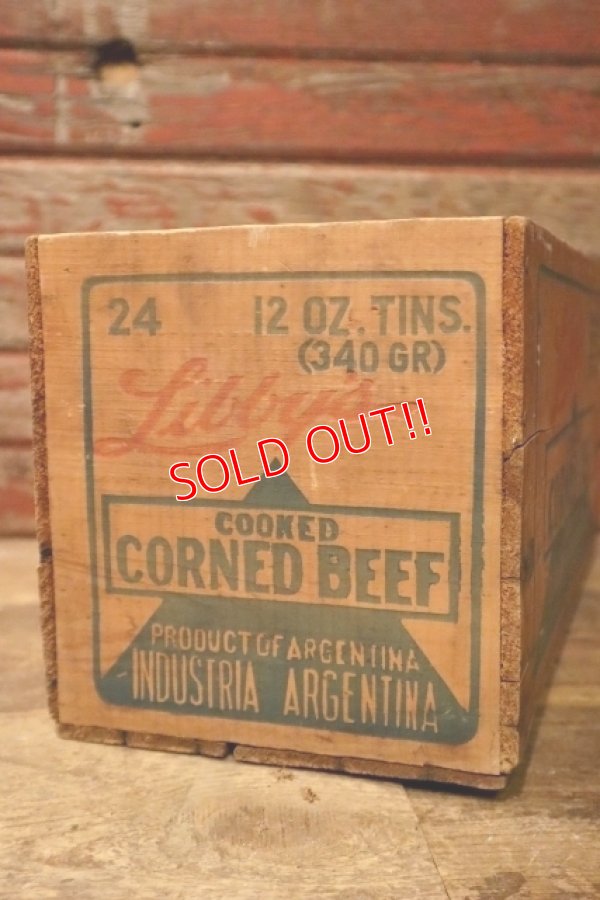 24 12 OZ. TINS.
(340 GR)
Libby's
SOLD OUT!!
COOKED
CORNED BEEF
PRODUCT OF ARGENTINA
INDUSTRIA ARGENTINA